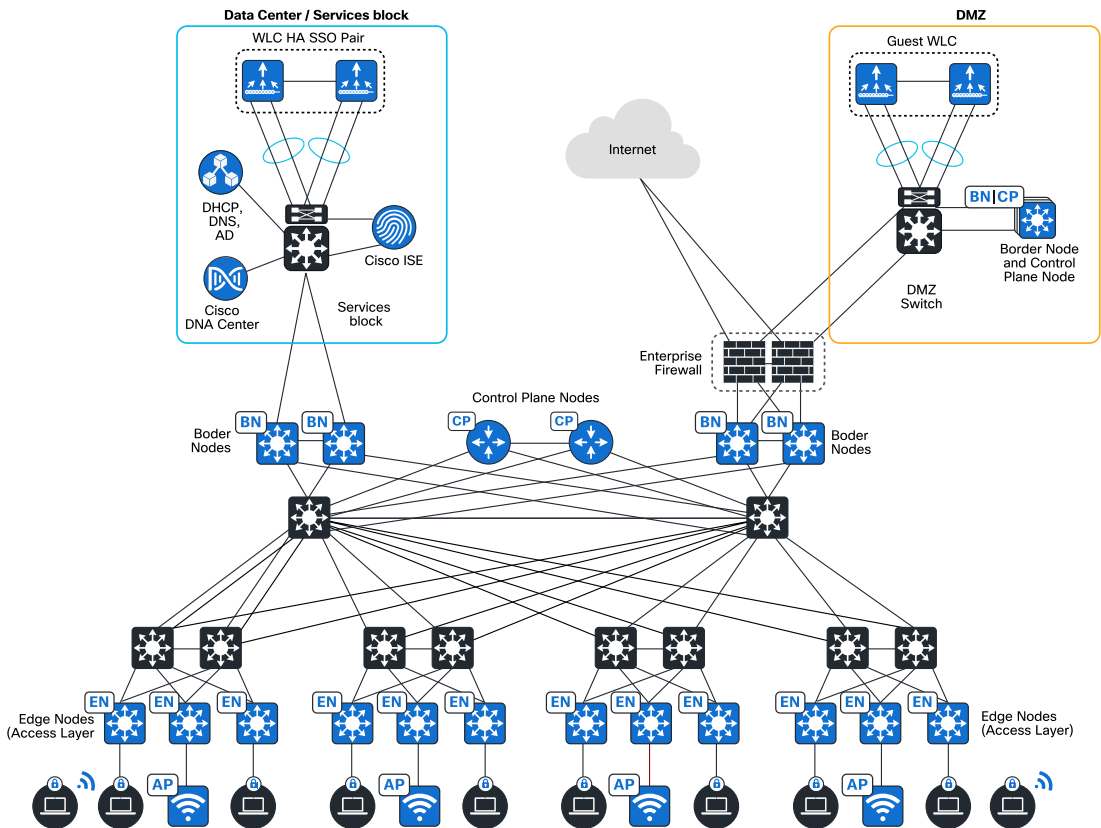 Data Center / Services block
DMZ
WLC HA SSO Pair
Guest WLC
Internet
DHCP,
DNS,
AD
Cisco ISE
BN|CP
Border Node
and Control
Plane Node
Cisco
DNA Center
Services
block
DMZ
Switch
Enterprise
Firewall
Control Plane Nodes
BN
BN
CP
CP
BN
BN
Boder
Nodes
Boder
Nodes
EN
EN
EN
EN
EN
EN
EN
EN
EN
EN
EN
EN
Edge Nodes
(Access Layer
Edge Nodes
(Access Layer)
AP
AP
AP
AP